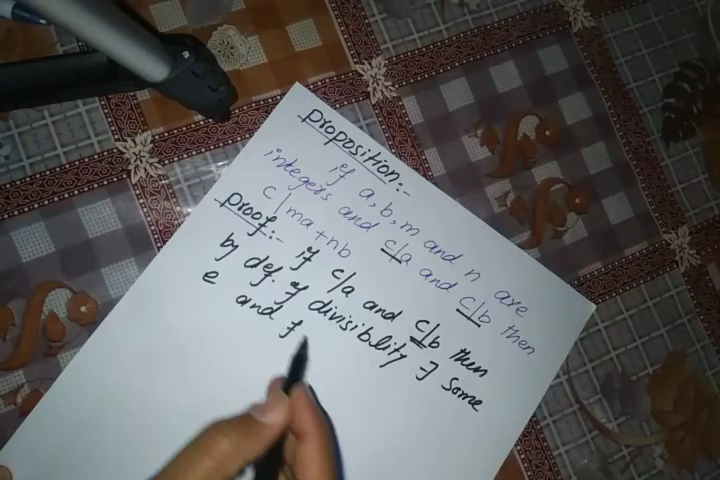 Proposition:-
if a, b, m and n are
integers and c/a and c/b then
c | ma+nb
Proof:- if c/a and c/b then
by def. of divisiblity ∃ some
e and f